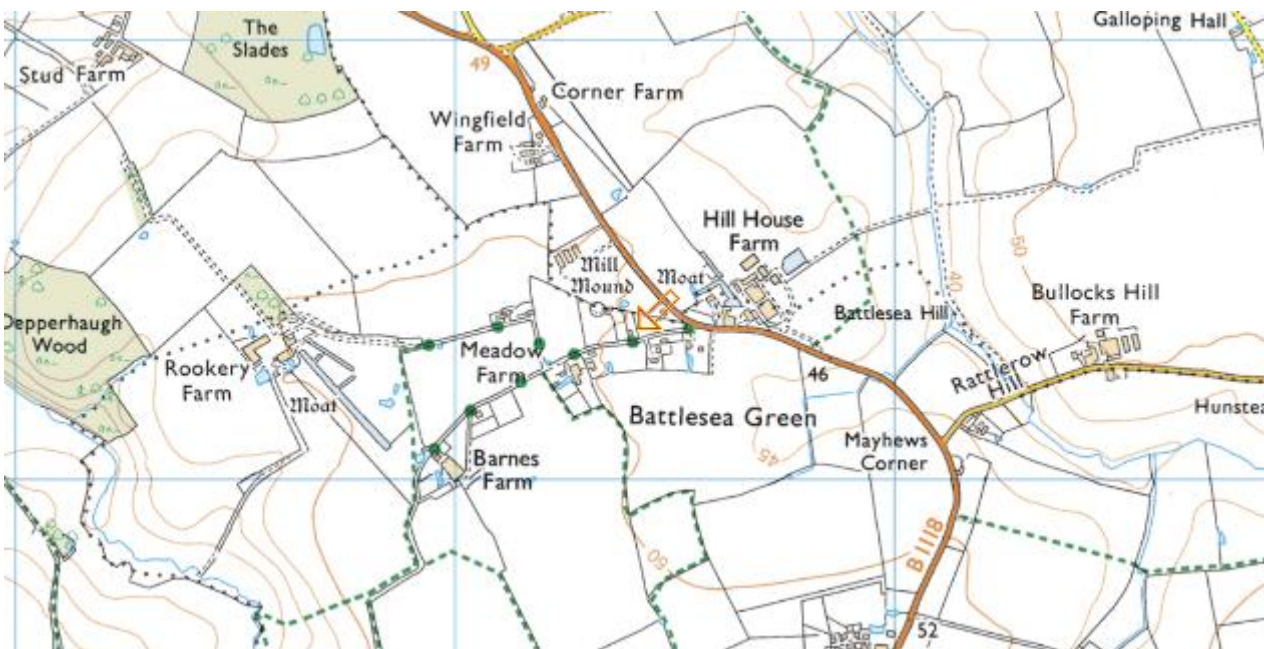 The
Slades
Galloping Hall
Stud Farm
49
Corner Farm
Wingfield
Farm
Hill House
Farm
50
Mill
Mound
Moat
40
Bullocks Hill
Farm
Depperhaugh
Wood
Battlesea Hill
Meadow
Farm
Rookery
Farm
Rattlerow
Hill
46
Moat
Battlesea Green
Hunstea
45
Mayhews
Corner
Barnes
Farm
B 1118
52